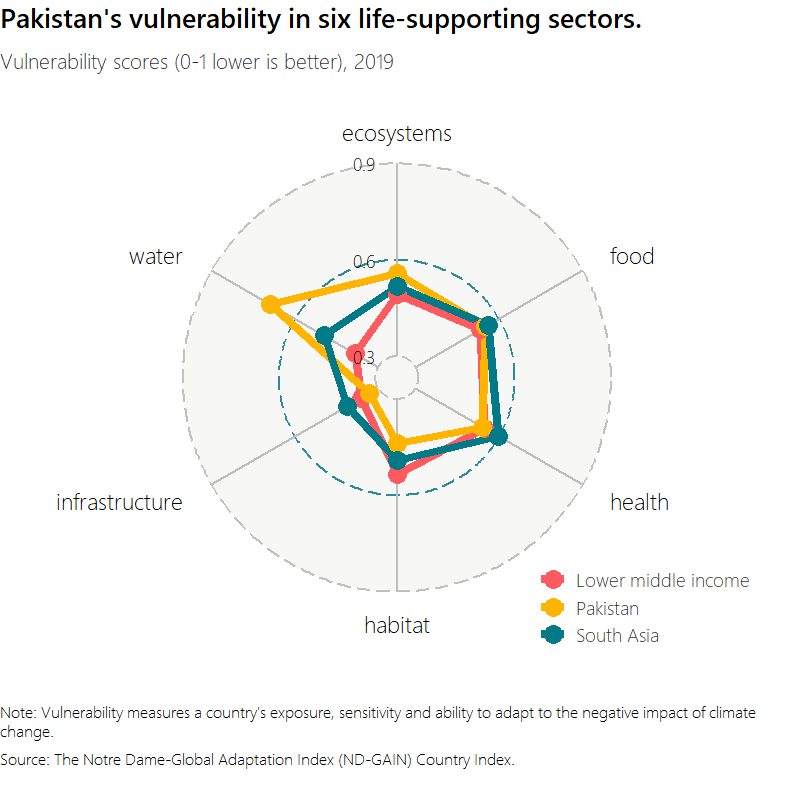 Pakistan's vulnerability in six life-supporting sectors.
Vulnerability scores (0-1 lower is better), 2019
ecosystems
0.9
water
food
0.6
0.3
infrastructure
health
habitat
Lower middle income
Pakistan
South Asia
Note: Vulnerability measures a country's exposure, sensitivity and ability to adapt to the negative impact of climate
change.
Source: The Notre Dame-Global Adaptation Index (ND-GAIN) Country Index.